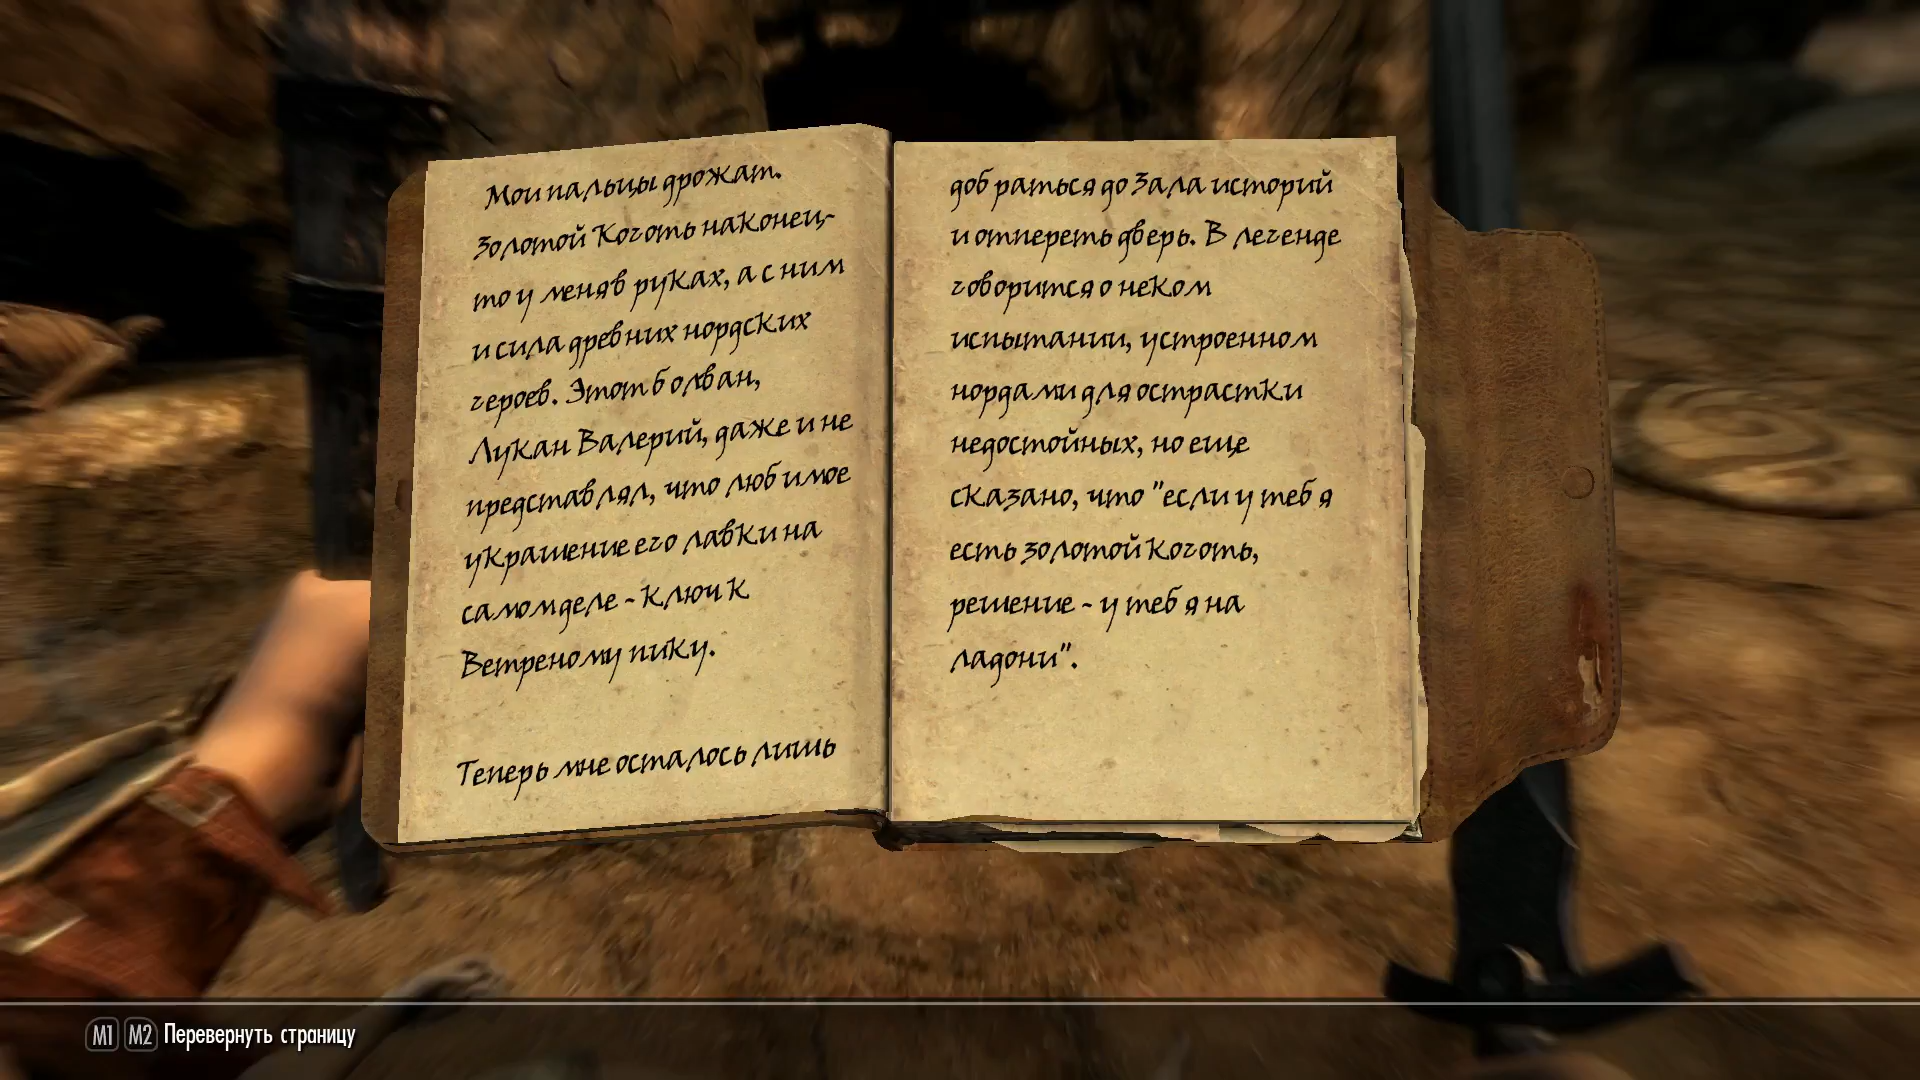 Мои пальцы дрожат.
Золотой Коготь наконец-
то у меня в руках, а с ним
и сила древних нордских
героев. Этот болван,
Лукан Валерий, даже и не
представлял, что любимое
украшение его лавки на
самом деле - ключ к
Ветреному пику.
Теперь мне осталось лишь
добраться до Зала историй
и отпереть дверь. В легенде
говорится о неком
испытании, устроенном
нордами для острастки
недостойных, но еще
сказано, что "если у тебя
есть золотой коготь,
решение - у тебя на
ладони".
M1 M2 Перевернуть страницу